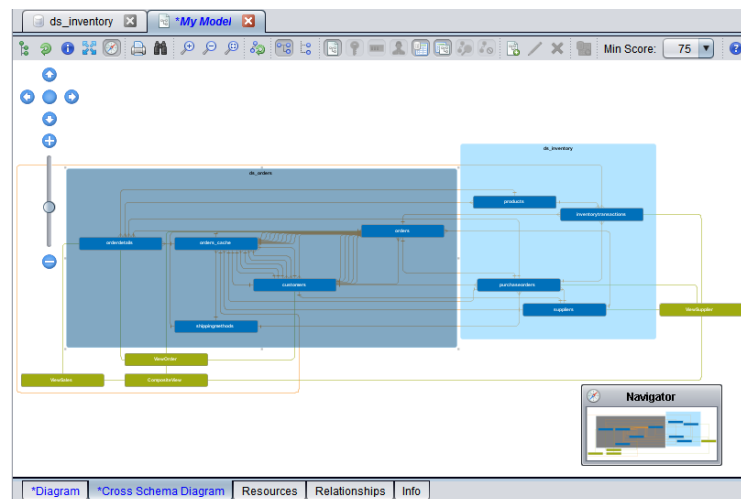 ds_inventory
*My Model
Min Score: 75
ds_inventory
ds_orders
products
inventorytransactions
orders
orderdetails
orders_cache
customers
purchaseorders
suppliers
ViewSupplier
shippingmethods
ViewOrder
ViewSales
CompositeView
Navigator
*Diagram
*Cross Schema Diagram
Resources
Relationships
Info